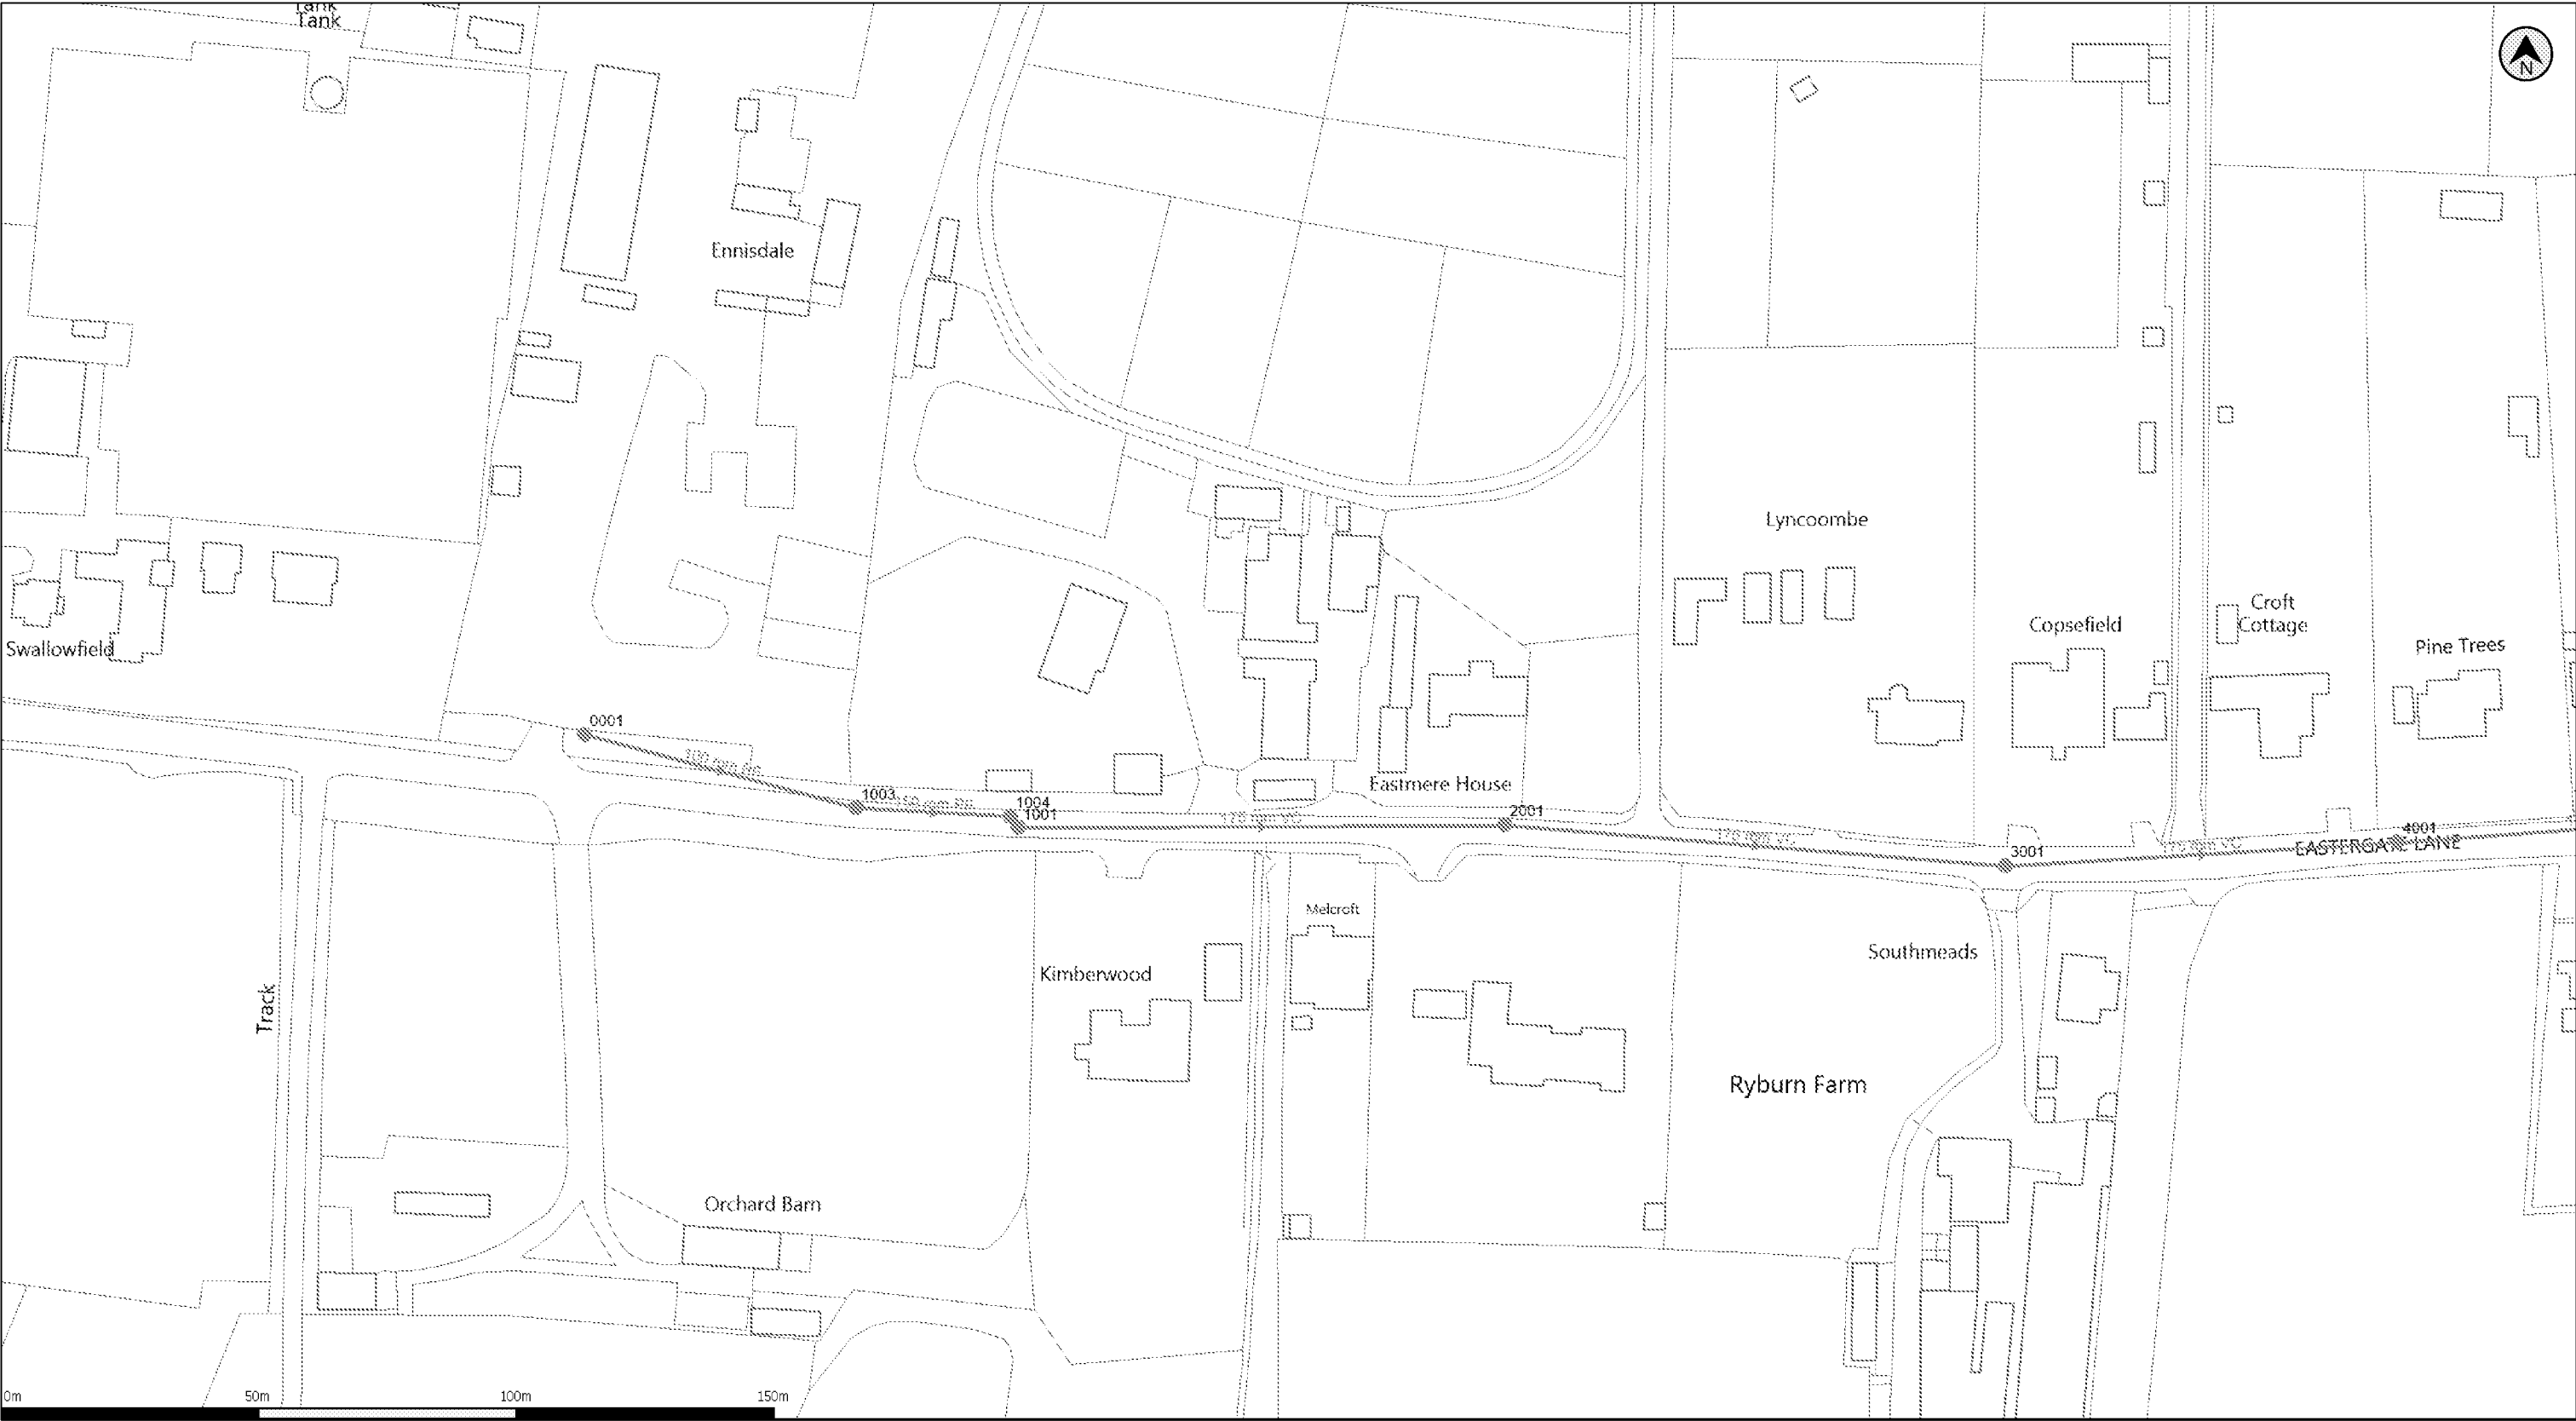 Tank
Tank
N
Ennisdale
Lyncoombe
Croft
Cottage
Copsefield
Pine Trees
Swallowfield
0001
Eastmere House
1003
1004
1001
2001
3001
4001
EASTERGATE LANE
Melcroft
Southmeads
Kimberwood
Track
Ryburn Farm
Orchard Barn
0m
50m
100m
150m